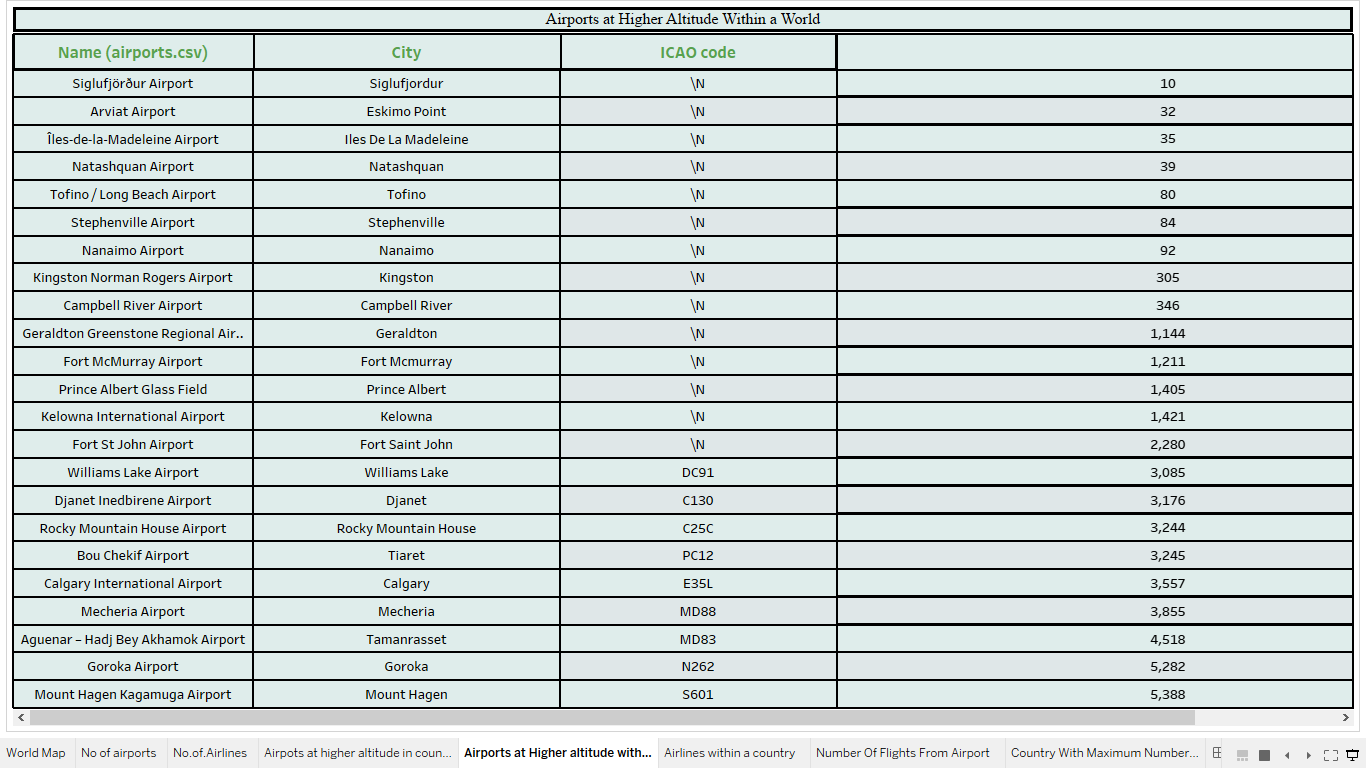 Airports at Higher Altitude Within a World
Name (airports.csv) City ICAO code
Siglufjörður Airport Siglufjordur \N 10
Arviat Airport Eskimo Point \N 32
Îles-de-la-Madeleine Airport Iles De La Madeleine \N 35
Natashquan Airport Natashquan \N 39
Tofino / Long Beach Airport Tofino \N 80
Stephenville Airport Stephenville \N 84
Nanaimo Airport Nanaimo \N 92
Kingston Norman Rogers Airport Kingston \N 305
Campbell River Airport Campbell River \N 346
Geraldton Greenstone Regional Air.. Geraldton \N 1,144
Fort McMurray Airport Fort Mcmurray \N 1,211
Prince Albert Glass Field Prince Albert \N 1,405
Kelowna International Airport Kelowna \N 1,421
Fort St John Airport Fort Saint John \N 2,280
Williams Lake Airport Williams Lake DC91 3,085
Djanet Inedbirene Airport Djanet C130 3,176
Rocky Mountain House Airport Rocky Mountain House C25C 3,244
Bou Chekif Airport Tiaret PC12 3,245
Calgary International Airport Calgary E35L 3,557
Mecheria Airport Mecheria MD88 3,855
Aguenar – Hadj Bey Akhamok Airport Tamanrasset MD83 4,518
Goroka Airport Goroka N262 5,282
Mount Hagen Kagamuga Airport Mount Hagen S601 5,388
World Map No of airports No.of.Airlines Airpots at higher altitude in coun... Airports at Higher altitude with... Airlines within a country Number Of Flights From Airport Country With Maximum Number...